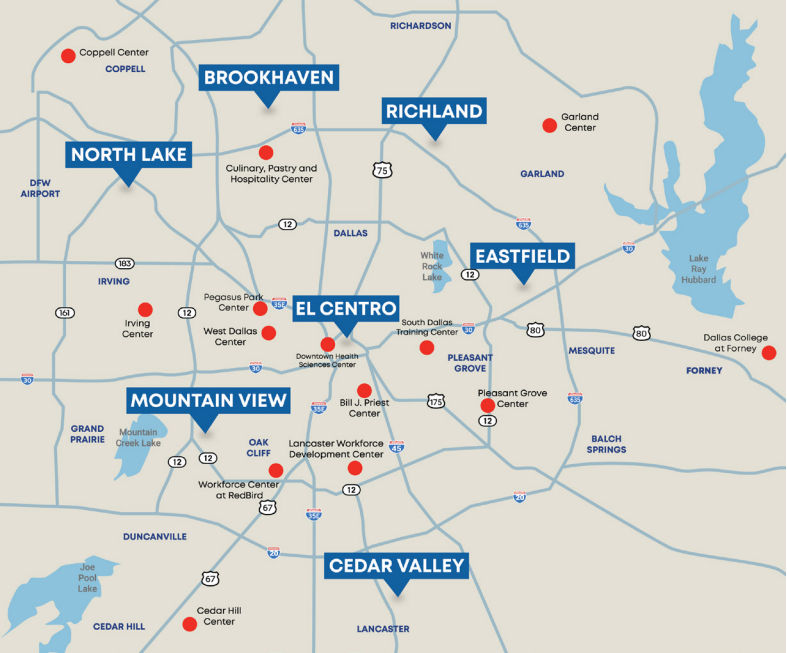 RICHARDSON
Coppell Center
COPPELL
BROOKHAVEN
RICHLAND
Garland
Center
635
NORTH LAKE
Culinary, Pastry and
Hospitality Center
75
GARLAND
DFW
AIRPORT
12
DALLAS
635
30
White
Rock
Lake
EASTFIELD
12
Lake
Ray
Hubbard
183
IRVING
Pegasus Park
Center
35E
EL CENTRO
161
12
Irving
Center
West Dallas
Center
South Dallas
Training Center
30
80
80
Dallas College
at Forney
Downtown Health
Sciences Center
PLEASANT
GROVE
MESQUITE
FORNEY
30
30
MOUNTAIN VIEW
Bill J. Priest
Center
35E
175
Pleasant Grove
Center
635
12
GRAND
PRAIRIE
Mountain
Creek Lake
OAK
CLIFF
Lancaster Workforce
Development Center
45
BALCH
SPRINGS
12
12
Workforce Center
at RedBird
12
67
20
35E
DUNCANVILLE
20
CEDAR VALLEY
Joe
Pool
Lake
67
Cedar Hill
Center
CEDAR HILL
LANCASTER